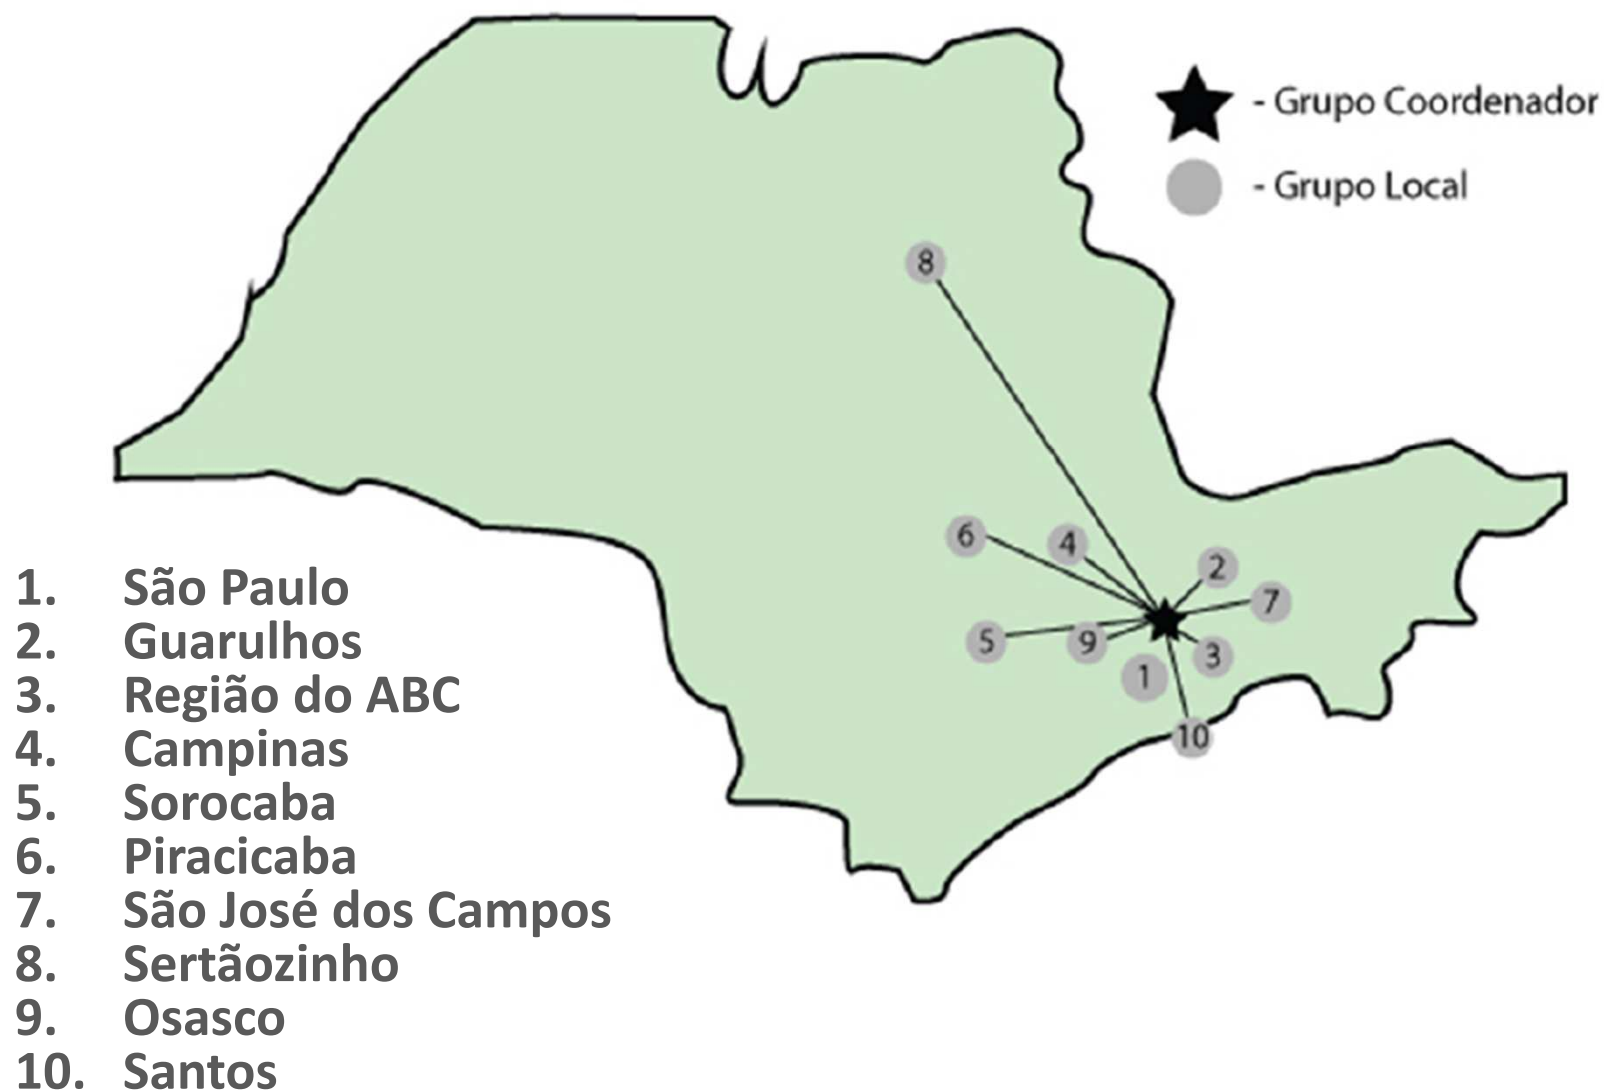 - Grupo Coordenador
- Grupo Local
8
6
4
2
7
5
9
3
1
10
1. São Paulo
2. Guarulhos
3. Região do ABC
4. Campinas
5. Sorocaba
6. Piracicaba
7. São José dos Campos
8. Sertãozinho
9. Osasco
10. Santos